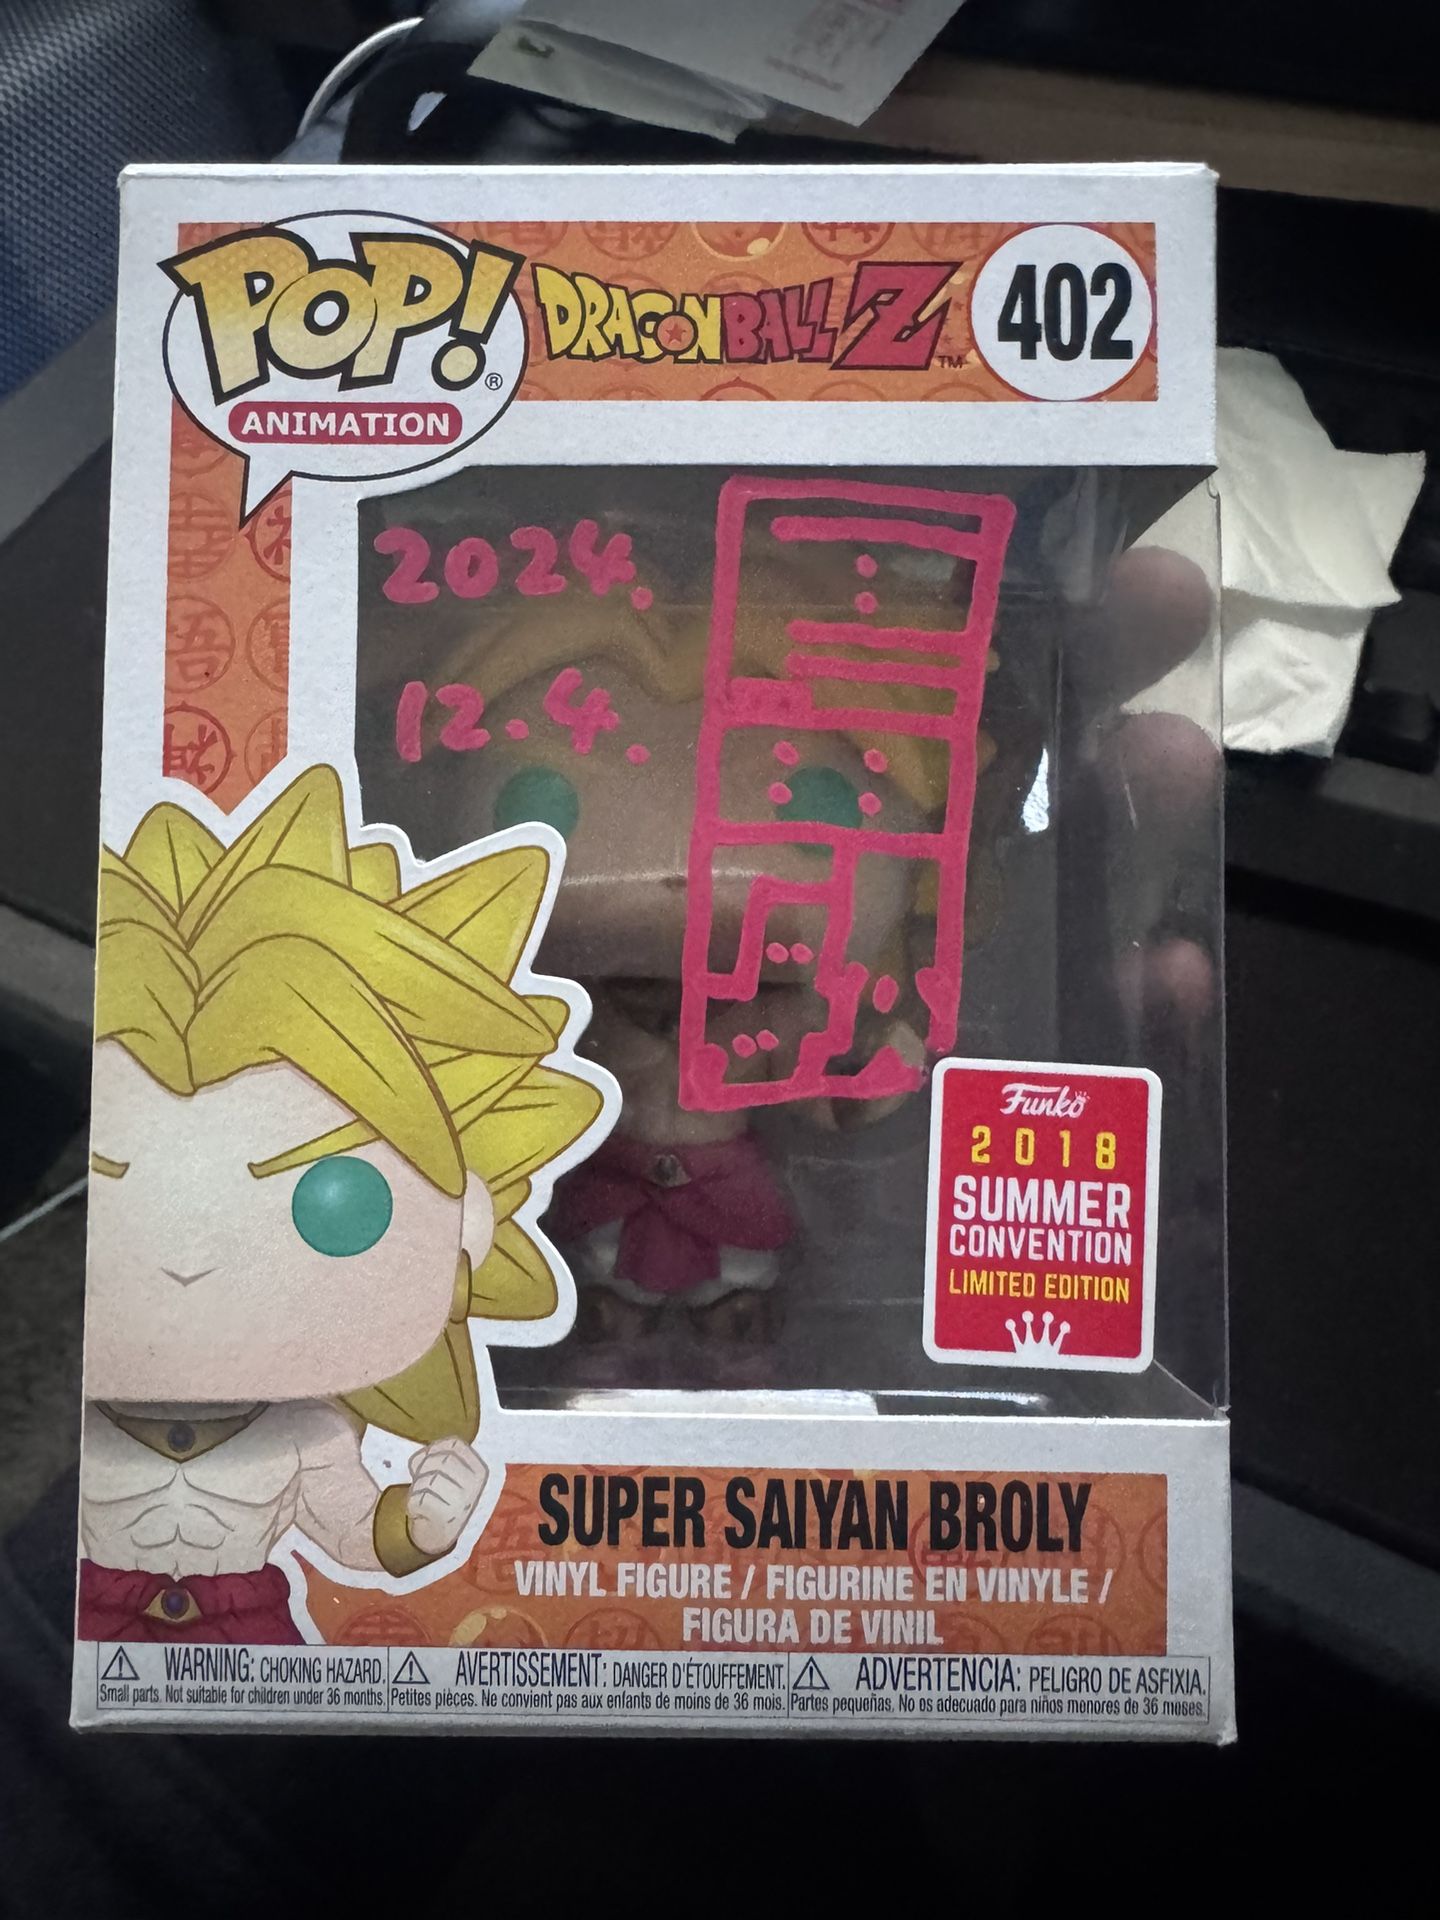 POP!®
ANIMATION
DRAGONBALL Z™
402
2024.
12.4.
Funko
2018
SUMMER
CONVENTION
LIMITED EDITION
SUPER SAIYAN BROLY
VINYL FIGURE / FIGURINE EN VINYLE /
FIGURA DE VINIL
WARNING: CHOKING HAZARD.
Small parts. Not suitable for children under 36 months.
AVERTISSEMENT: DANGER D'ÉTOUFFEMENT.
Petites pièces. Ne convient pas aux enfants de moins de 36 mois.
ADVERTENCIA: PELIGRO DE ASFIXIA.
Partes pequeñas. No es adecuado para niños menores de 36 meses.